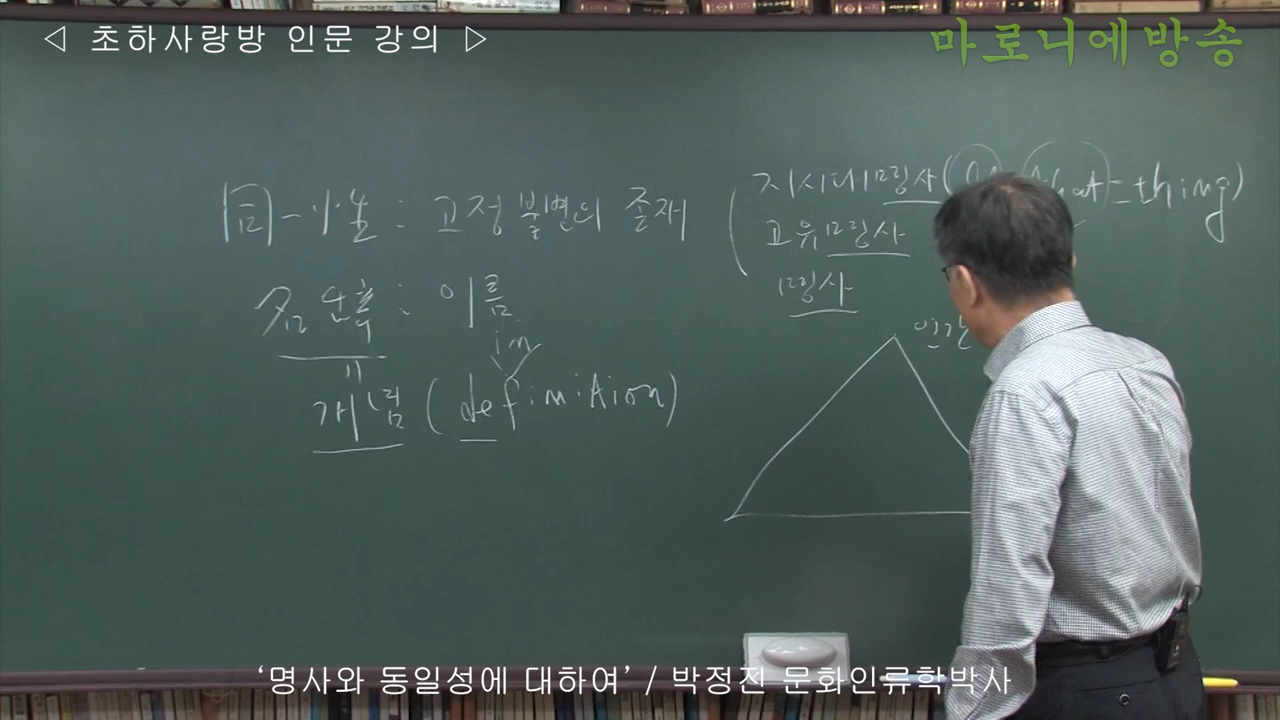 ◁ 초하사랑방 인문 강의 ▷
마로니에방송
同一性 : 고정 불변의 존재
이름
in
개념 (definition)
지시대명사 ( = thing)
고유명사
명사
인간
‘명사와 동일성에 대하여’ / 박정진 문화인류학박사